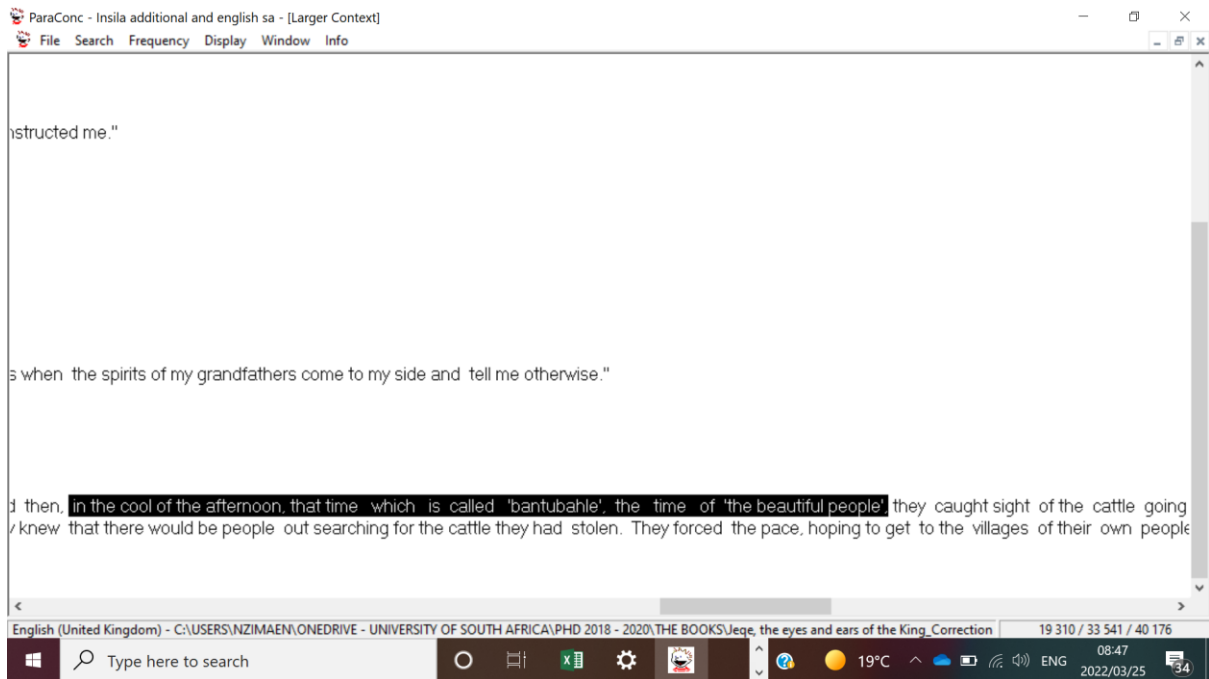 ParaConc - Insila additional and english sa - [Larger Context]
File Search Frequency Display Window Info
nstructed me."
s when the spirits of my grandfathers come to my side and tell me otherwise."
d then, in the cool of the afternoon, that time which is called 'bantubahle', the time of 'the beautiful people', they caught sight of the cattle going
y knew that there would be people out searching for the cattle they had stolen. They forced the pace, hoping to get to the villages of their own people
English (United Kingdom) - C:\USERS\NZIMAEN\ONEDRIVE - UNIVERSITY OF SOUTH AFRICA\PHD 2018 - 2020\THE BOOKS\Jeqe, the eyes and ears of the King_Correction 19 310 / 33 541 / 40 176
Type here to search 19°C ENG 08:47
2022/03/25 34